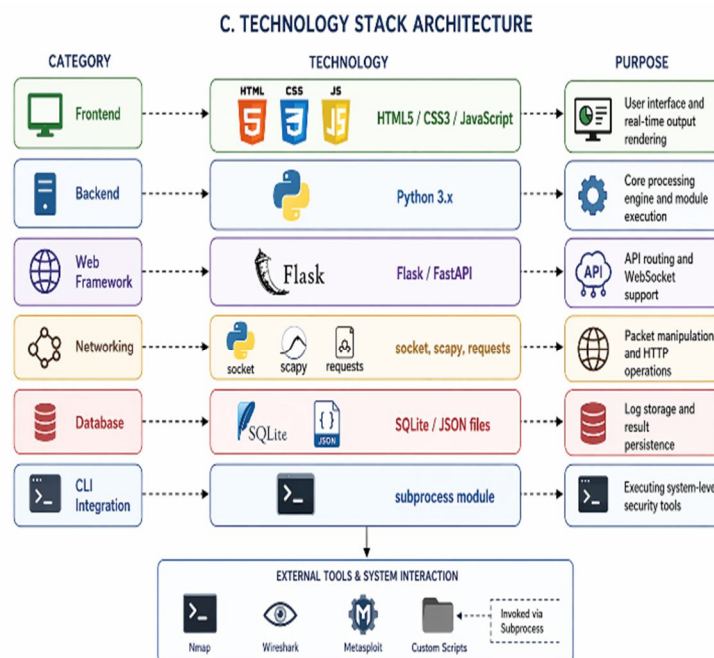 C. TECHNOLOGY STACK ARCHITECTURE
CATEGORY
TECHNOLOGY
PURPOSE
Frontend
HTML
CSS
JS
5
3
JS
HTML5 / CSS3 / JavaScript
User interface and
real-time output
rendering
Backend
Python 3.x
Core processing
engine and module
execution
Web
Framework
Flask
Flask / FastAPI
API
API routing and
WebSocket
support
Networking
socket
scapy
requests
socket, scapy, requests
Packet manipulation
and HTTP
operations
Database
SQLite
{ }
JSON
SQLite / JSON files
Log storage and
result
persistence
CLI
Integration
subprocess module
Executing system-level
security tools
EXTERNAL TOOLS & SYSTEM INTERACTION
Nmap
Wireshark
M
Metasploit
Custom Scripts
Invoked via
Subprocess